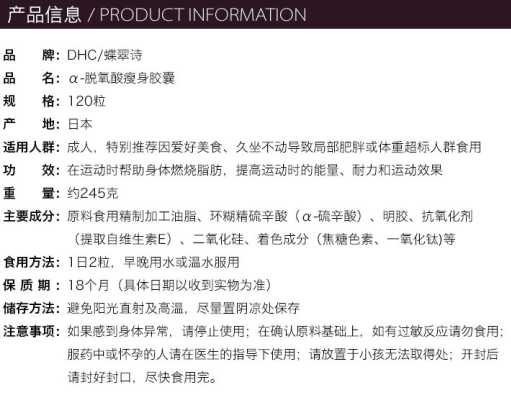 产品信息 / PRODUCT INFORMATION
品 牌：DHC/蝶翠诗
品 名：α-脱氧酸瘦身胶囊
规 格：120粒
产 地：日本
适用人群：成人，特别推荐因爱好美食、久坐不动导致局部肥胖或体重超标人群食用
功 效：在运动时帮助身体燃烧脂肪，提高运动时的能量、耐力和运动效果
重 量：约245克
主要成分：原料食用精制加工油脂、环糊精硫辛酸（α-硫辛酸）、明胶、抗氧化剂
（提取自维生素E）、二氧化硅、着色成分（焦糖色素、一氧化钛)等
食用方法：1日2粒，早晚用水或温水服用
保 质 期：18个月（具体日期以收到实物为准）
储存方法：避免阳光直射及高温，尽量置阴凉处保存
注意事项：如果感到身体异常，请停止使用；在确认原料基础上，如有过敏反应请勿食用；
服药中或怀孕的人请在医生的指导下使用；请放置于小孩无法取得处；开封后
请封好封口，尽快食用完。